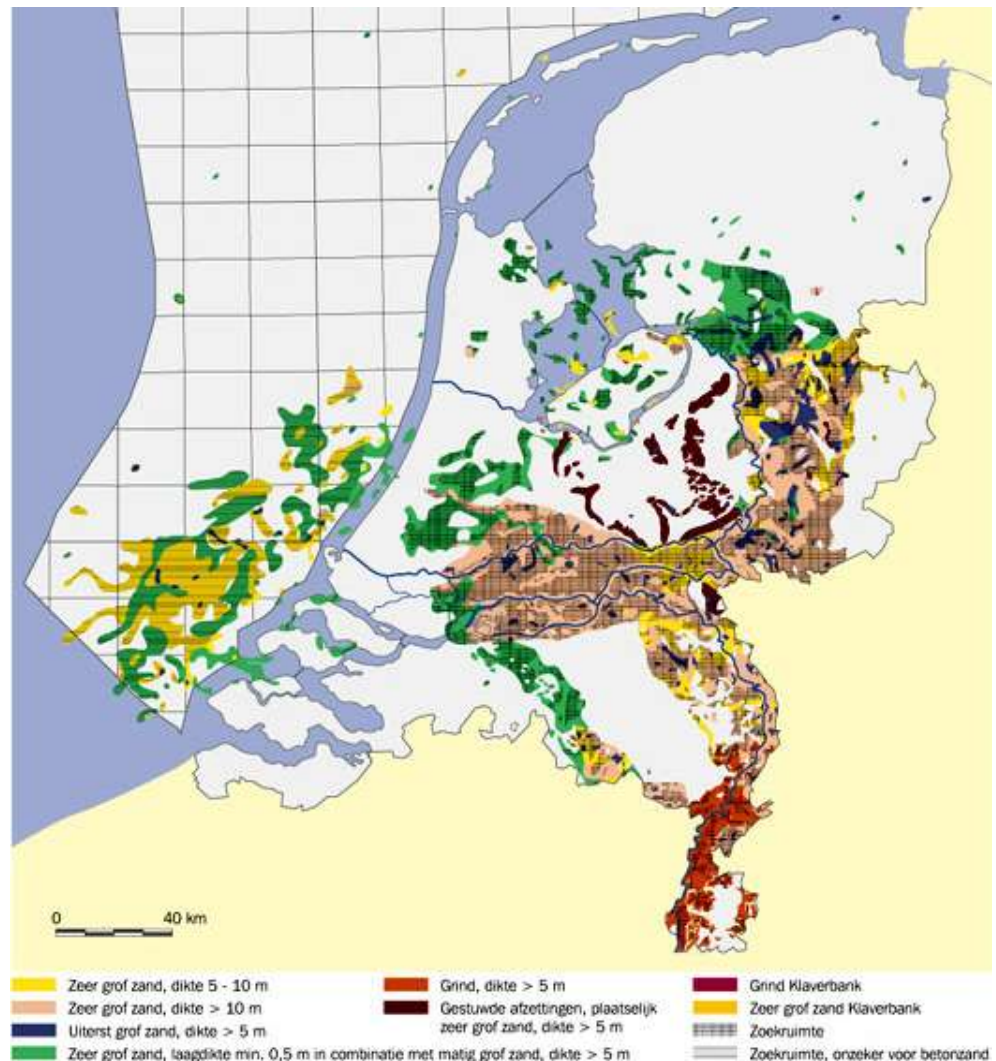 0 40 km
Zeer grof zand, dikte 5 - 10 m
Zeer grof zand, dikte > 10 m
Uiterst grof zand, dikte > 5 m
Zeer grof zand, laagdikte min. 0,5 m in combinatie met matig grof zand, dikte > 5 m
Grind, dikte > 5 m
Gestuwde afzettingen, plaatselijk
zeer grof zand, dikte > 5 m
Grind Klaverbank
Zeer grof zand Klaverbank
Zoekruimte
Zoekruimte, onzeker voor betonzand